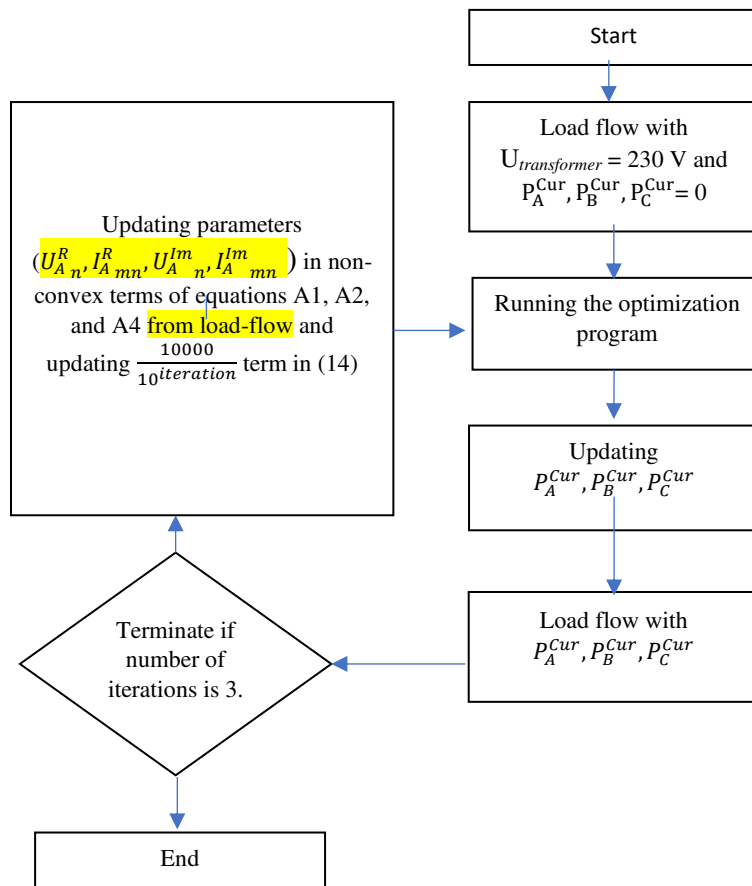 Start
Load flow with
U_transformer = 230 V and
P_A^Cur, P_B^Cur, P_C^Cur = 0
Running the optimization
program
Updating
P_A^Cur, P_B^Cur, P_C^Cur
Load flow with
P_A^Cur, P_B^Cur, P_C^Cur
Terminate if
number of
iterations is 3.
Updating parameters
(U_A^R_n, I_A^R_mn, U_A^Im_n, I_A^Im_mn) in non-
convex terms of equations A1, A2,
and A4 from load-flow and
updating 10000/10^iteration term in (14)
End